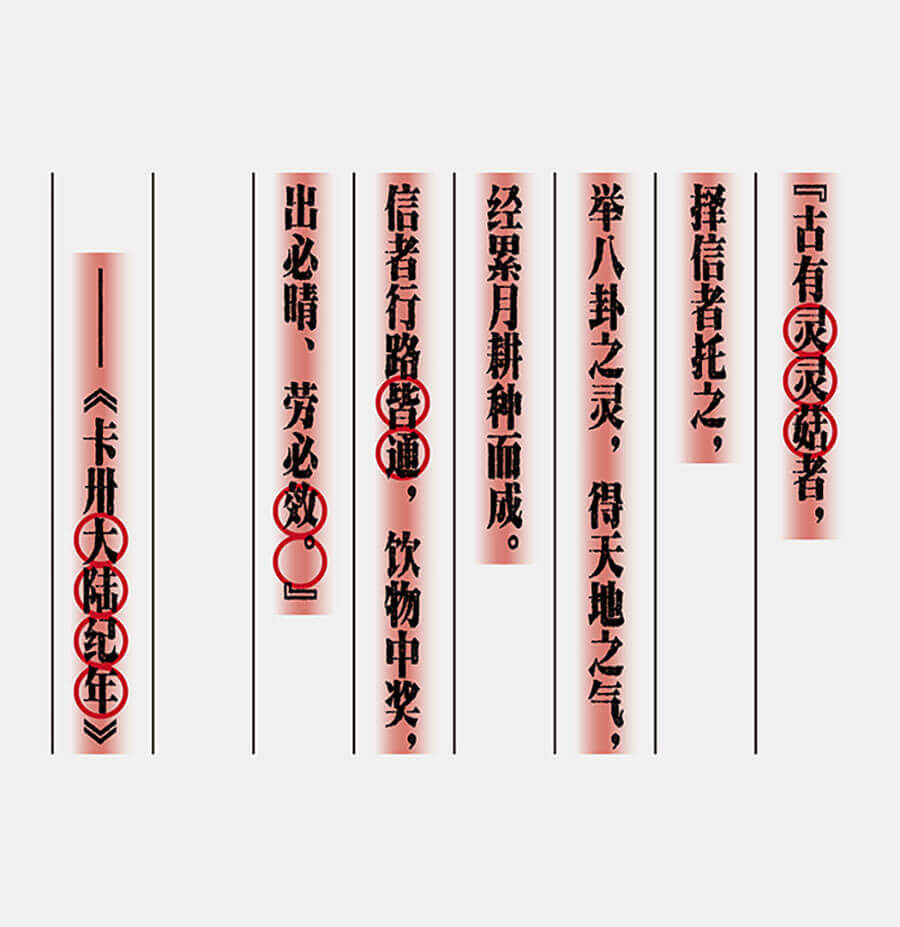 『古有灵灵菇者，
择信者托之，
举八卦之灵，得天地之气，
经累月耕种而成。
信者行路皆通，饮物中奖，
出必晴、劳必效。』
——《卡卅大陆纪年》